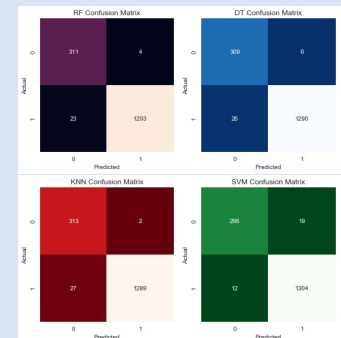 RF Confusion Matrix
Actual
0
311
4
1
23
1293
0
1
Predicted
DT Confusion Matrix
Actual
0
309
6
1
26
1290
0
1
Predicted
KNN Confusion Matrix
Actual
0
313
2
1
27
1289
0
1
Predicted
SVM Confusion Matrix
Actual
0
296
19
1
12
1304
0
1
Predicted